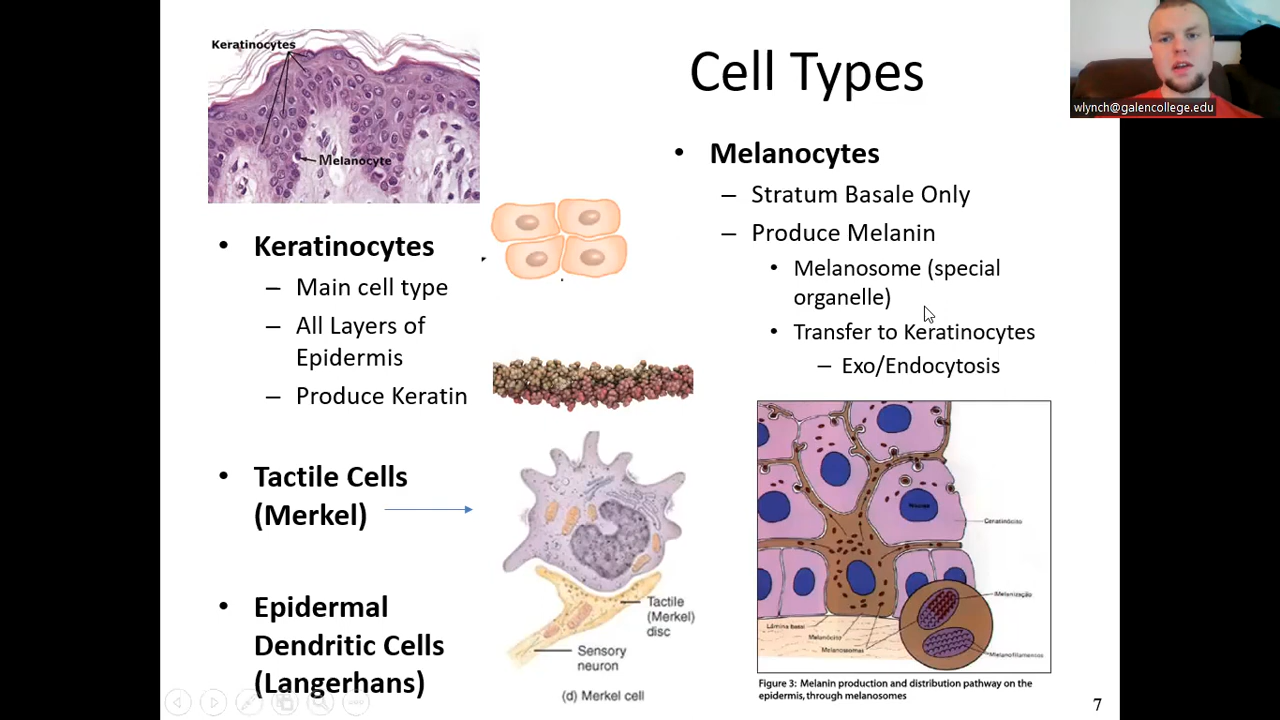 Keratinocytes
Melanocyte
Cell Types
wlynch@galencollege.edu
• Keratinocytes
– Main cell type
– All Layers of
Epidermis
– Produce Keratin
• Tactile Cells
(Merkel)
• Epidermal
Dendritic Cells
(Langerhans)
Tactile
(Merkel)
disc
Sensory
neuron
(d) Merkel cell
• Melanocytes
– Stratum Basale Only
– Produce Melanin
• Melanosome (special
organelle)
• Transfer to Keratinocytes
– Exo/Endocytosis
Ceratinócito
Melanização
Lâmina basal
Melanócito
Melanossomas
Melanofilamentos
Figure 3: Melanin production and distribution pathway on the
epidermis, through melanosomes
7